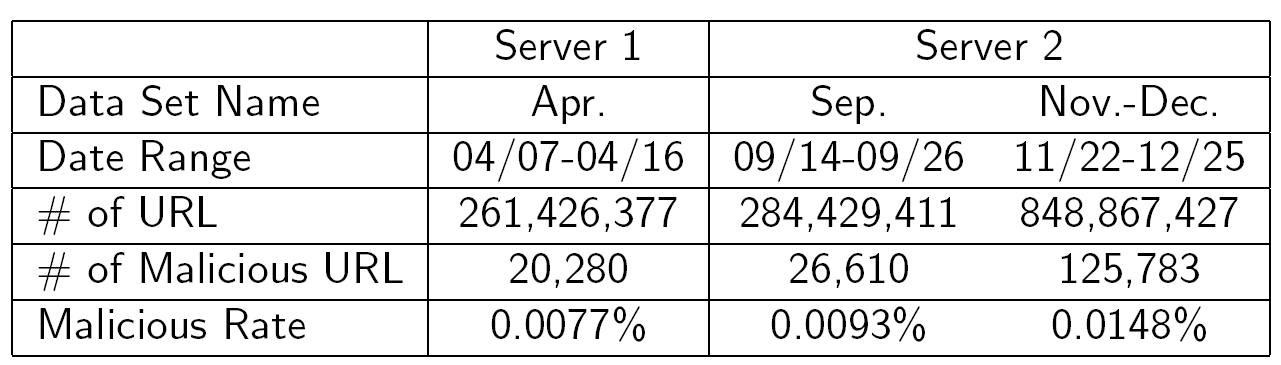 Server 1 Server 2
Data Set Name Apr. Sep. Nov.-Dec.
Date Range 04/07-04/16 09/14-09/26 11/22-12/25
# of URL 261,426,377 284,429,411 848,867,427
# of Malicious URL 20,280 26,610 125,783
Malicious Rate 0.0077% 0.0093% 0.0148%